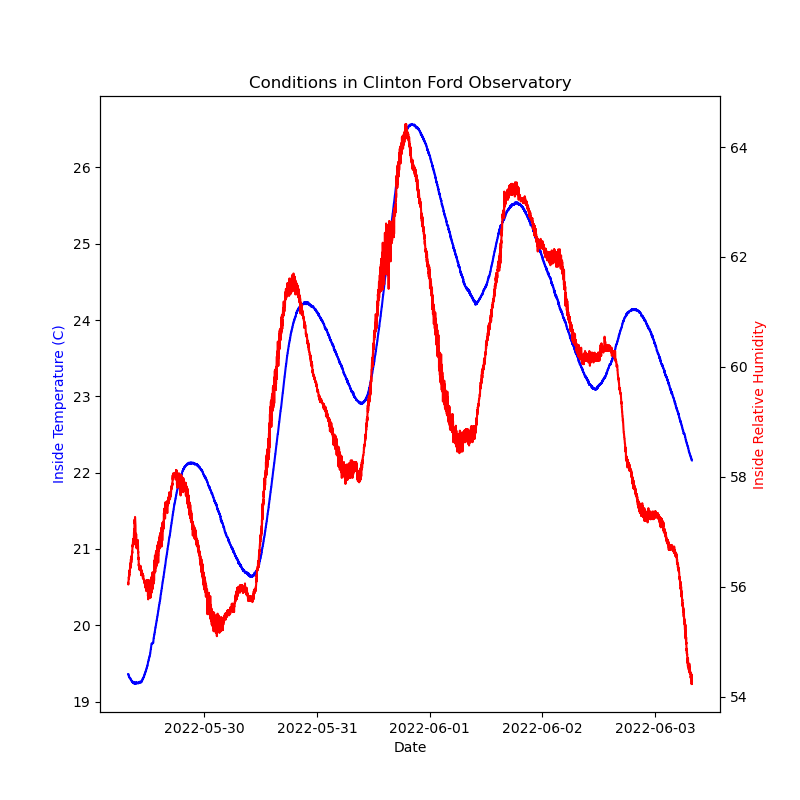 Conditions in Clinton Ford Observatory
26
25
24
23
22
21
20
19
Inside Temperature (C)
64
62
60
58
56
54
Inside Relative Humidity
2022-05-30 2022-05-31 2022-06-01 2022-06-02 2022-06-03
Date